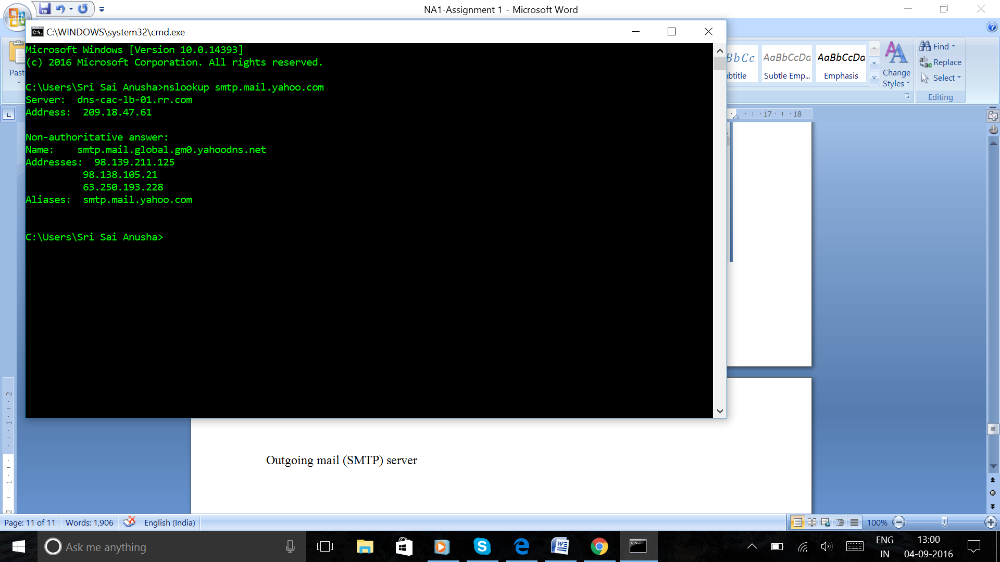 NA1-Assignment 1 - Microsoft Word
C:\WINDOWS\system32\cmd.exe
Microsoft Windows [Version 10.0.14393]
(c) 2016 Microsoft Corporation. All rights reserved.
C:\Users\Sri Sai Anusha>nslookup smtp.mail.yahoo.com
Server:  dns-cac-lb-01.rr.com
Address:  209.18.47.61
Non-authoritative answer:
Name:    smtp.mail.global.gm0.yahoodns.net
Addresses:  98.139.211.125
98.138.105.21
63.250.193.228
Aliases:  smtp.mail.yahoo.com
C:\Users\Sri Sai Anusha>
Past
AaBbCcDa AaBbCcDa
Subtle Emp... Emphasis
Change
Styles
Find
Replace
Select
Editing
17 18
Outgoing mail (SMTP) server
Page: 11 of 11 Words: 1,906 English (India) 100%
Ask me anything
ENG
IN
13:00
04-09-2016